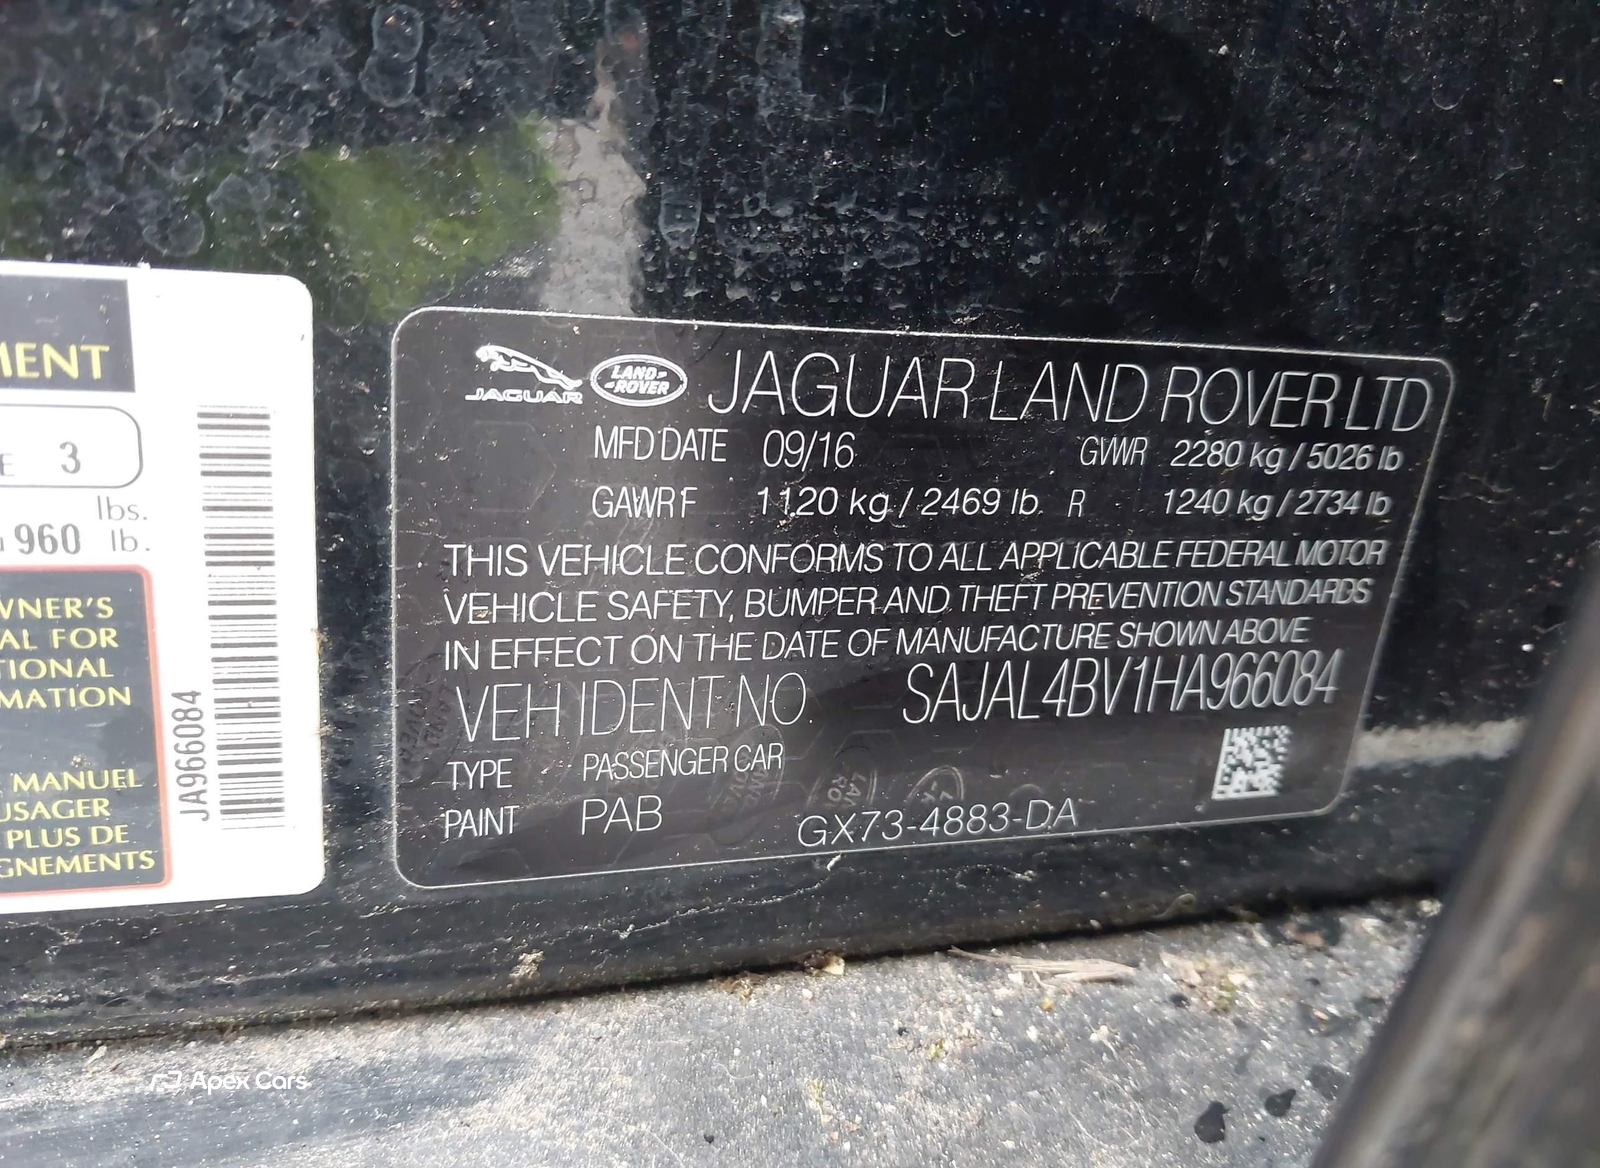 MENT
E 3
lbs.
960 lb.
WNER'S
AL FOR
TIONAL
MATION
MANUEL
USAGER
PLUS DE
GNEMENTS
JA966084
JAGUAR
LAND-
-ROVER
JAGUAR LAND ROVER LTD
MFD DATE 09/16 GVWR 2280 kg / 5026 lb
GAWR F 1120 kg / 2469 lb R 1240 kg / 2734 lb
THIS VEHICLE CONFORMS TO ALL APPLICABLE FEDERAL MOTOR
VEHICLE SAFETY, BUMPER AND THEFT PREVENTION STANDARDS
IN EFFECT ON THE DATE OF MANUFACTURE SHOWN ABOVE
VEH IDENT NO. SAJAL4BV1HA966084
TYPE PASSENGER CAR
PAINT PAB
GX73-4883-DA
Apex Cars